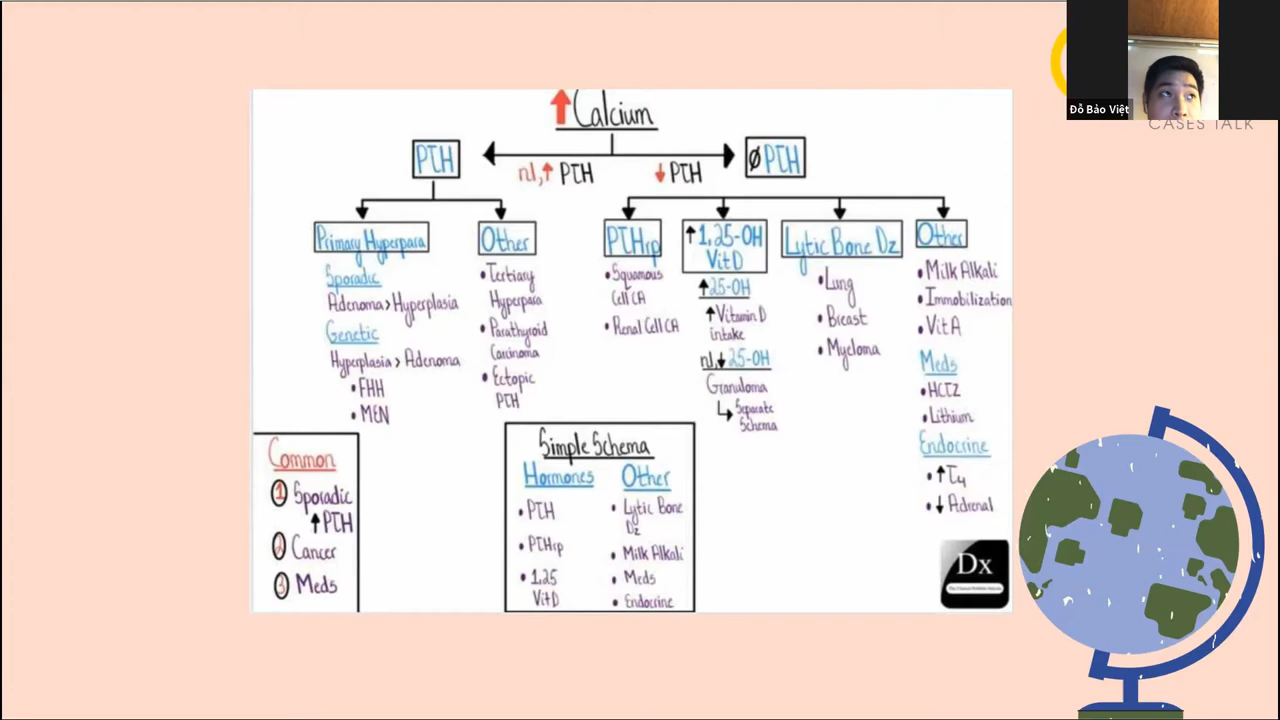 Đỗ Bảo Việt
CASES TALK
↑Calcium
PTH
nl,↑ PTH
↓ PTH
∅ PTH
Primary Hyperpara
Sporadic
Adenoma>Hyperplasia
Genetic
Hyperplasia> Adenoma
• FHH
• MEN
Other
• Tertiary
Hyperpara
• Parathyroid
Carcinoma
• Ectopic
PTH
PTHrp
• Squamous
Cell CA
• Renal Cell CA
↑1,25-OH
Vit D
↑25-OH
↑Vitamin D
intake
nl,↓ 25-OH
Granuloma
↳ Separate
Schema
Lytic Bone Dz
• Lung
• Breast
• Myeloma
Other
• Milk Alkali
• Immobilization
• Vit A
Meds
• HCTZ
• Lithium
Endocrine
• ↑T4
• ↓ Adrenal
Common
① Sporadic
↑PTH
② Cancer
③ Meds
Simple Schema
Hormones
• PTH
• PTHrp
• 1,25
Vit D
Other
• Lytic Bone
Dz
• Milk Alkali
• Meds
• Endocrine
Dx